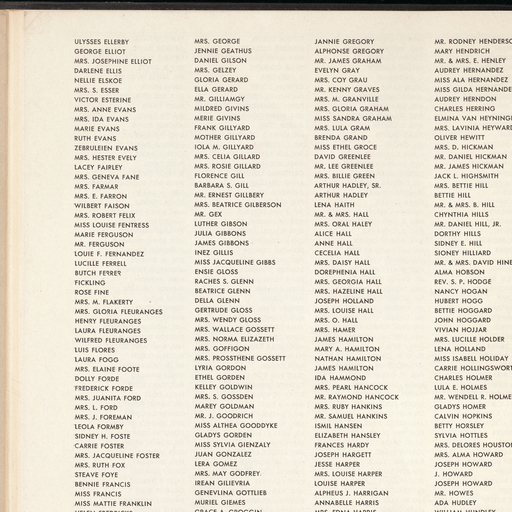 ULYSSES ELLERBY
GEORGE ELLIOT
MRS. JOSEPHINE ELLIOT
DARLENE ELLIS
NELLIE ELSKOE
MRS. S. ESSER
VICTOR ESTERINE
MRS. ANNE EVANS
MRS. IDA EVANS
MARIE EVANS
RUTH EVANS
ZEBRULEIEN EVANS
MRS. HESTER EVELY
LACEY FAIRLEY
MRS. GENEVA FANE
MRS. FARMAR
MRS. E. FARRON
WILBERT FAISON
MRS. ROBERT FELIX
MISS LOUISE FENTRESS
MARIE FERGUSON
MR. FERGUSON
LOUIE F. FERNANDEZ
LUCILLE FERRELL
BUTCH FERRER
FICKLING
ROSE FINE
MRS. M. FLAKERTY
MRS. GLORIA FLEURANGES
HENRY FLEURANGES
LAURA FLEURANGES
WILFRED FLEURANGES
LUIS FLORES
LAURA FOGG
MRS. ELAINE FOOTE
DOLLY FORDE
FREDERICK FORDE
MRS. JUANITA FORD
MRS. L. FORD
MRS. J. FOREMAN
LEOLA FORMBY
SIDNEY H. FOSTE
CARRIE FOSTER
MRS. JACQUELINE FOSTER
MRS. RUTH FOX
STEAVE FOYE
BENNIE FRANCIS
MISS FRANCIS
MISS MATTIE FRANKLIN
MRS. GEORGE
JENNIE GEATHUS
DANIEL GILSON
MRS. GELZEY
GLORIA GERARD
ELLA GERARD
MR. GILLIAMGY
MILDRED GIVINS
MERIE GIVINS
FRANK GILLYARD
MOTHER GILLYARD
IOLA M. GILLYARD
MRS. CELIA GILLARD
MRS. ROSIE GILLARD
FLORENCE GILL
BARBARA S. GILL
MR. ERNEST GILLBERY
MRS. BEATRICE GILBERSON
MR. GEX
LUTHER GIBSON
JULIA GIBBONS
JAMES GIBBONS
INEZ GILLIS
MISS JACQUELINE GIBBS
ENSIE GLOSS
RACHES S. GLENN
BEATRICE GLENN
DELLA GLENN
GERTRUDE GLOSS
MRS. WENDY GLOSS
MRS. WALLACE GOSSETT
MRS. NORMA ELIZAZETH
MRS. GOFFIGON
MRS. PROSSTHENE GOSSETT
LYRIA GORDON
ETHEL GORDEN
KELLEY GOLDWIN
MRS. S. GOSSDEN
MAREY GOLDMAN
MR. J. GOODRICH
MISS ALTHEA GOODDYKE
GLADYS GORDEN
MISS SYLVIA GIENZALY
JUAN GONZALEZ
LERA GOMEZ
MRS. MAY GODFREY
IREAN GILIEVRIA
GENEVLINA GOTTLIEB
MURIEL GIEMES
JANNIE GREGORY
ALPHONSE GREGORY
MR. JAMES GRAHAM
EVELYN GRAY
MRS. COY GRAU
MR. KENNY GRAVES
MRS. M. GRANVILLE
MRS. GLORIA GRAHAM
MISS SANDRA GRAHAM
MRS. LULA GRAM
BRENDA GRAND
MISS ETHEL GROCE
DAVID GREENLEE
MR. LEE GREENLEE
MRS. BILLIE GREEN
ARTHUR HADLEY, SR.
ARTHUR HADLEY
LENA HAITH
MR. & MRS. HALL
MRS. ORAL HALEY
ALICE HALL
ANNE HALL
CECELIA HALL
MRS. DAISY HALL
DOREPHENIA HALL
MRS. GEORGIA HALL
MRS. HAZELINE HALL
JOSEPH HOLLAND
MRS. LOUISE HALL
MRS. O. HALL
MRS. HAMER
JAMES HAMILTON
MARY A. HAMILTON
NATHAN HAMILTON
JAMES HAMILTON
IDA HAMMOND
MRS. PEARL HANCOCK
MR. RAYMOND HANCOCK
MRS. RUBY HANKINS
MR. SAMUEL HANKINS
ISMIL HANSEN
ELIZABETH HANSLEY
FRANCES HARDY
JOSEPH HARGETT
JESSE HARPER
MRS. LOUISE HARPER
LOUISE HARPER
ALPHEUS J. HARRIGAN
ANNABELLE HARRIS
MR. RODNEY HENDERSO
MARY HENDRICH
MR. & MRS. E. HENLEY
AUDREY HERNANDEZ
MISS ALA HERNANDEZ
MISS GILDA HERNANDE
AUDREY HERNDON
CHARLES HERRING
ELMINA VAN HEYNING
MRS. LAVINIA HEYWAR
OLIVER HEWITT
MRS. D. HICKMAN
MR. DANIEL HICKMAN
MR. JAMES HICKMAN
JACK L. HIGHSMITH
MRS. BETTIE HILL
BETTIE HILL
MR. & MRS. B. HILL
CHYNTHIA HILLS
MR. DANIEL HILL, JR.
DORTHY HILLS
SIDNEY E. HILL
SIONEY HILLIARD
MR. & MRS. DAVID HINE
ALMA HOBSON
REV. S. P. HODGE
NANCY HOGAN
HUBERT HOGG
BETTIE HOGGARD
JOHN HOGGARD
VIVIAN HOJJAR
MRS. LUCILLE HOLDER
LENA HOLLAND
MISS ISABELL HOLIDAY
CARRIE HOLLINGSWORT
CHARLES HOLMER
LULA E. HOLMES
MR. WENDELL R. HOLME
GLADYS HOMER
CALVIN HOPKINS
BETTY HORSLEY
SYLVIA HOTTLES
MRS. DELORES HOUSTO
MRS. ALMA HOWARD
JOSEPH HOWARD
J. HOWARD
JOSEPH HOWARD
MR. HOWES
ADA HUDLEY